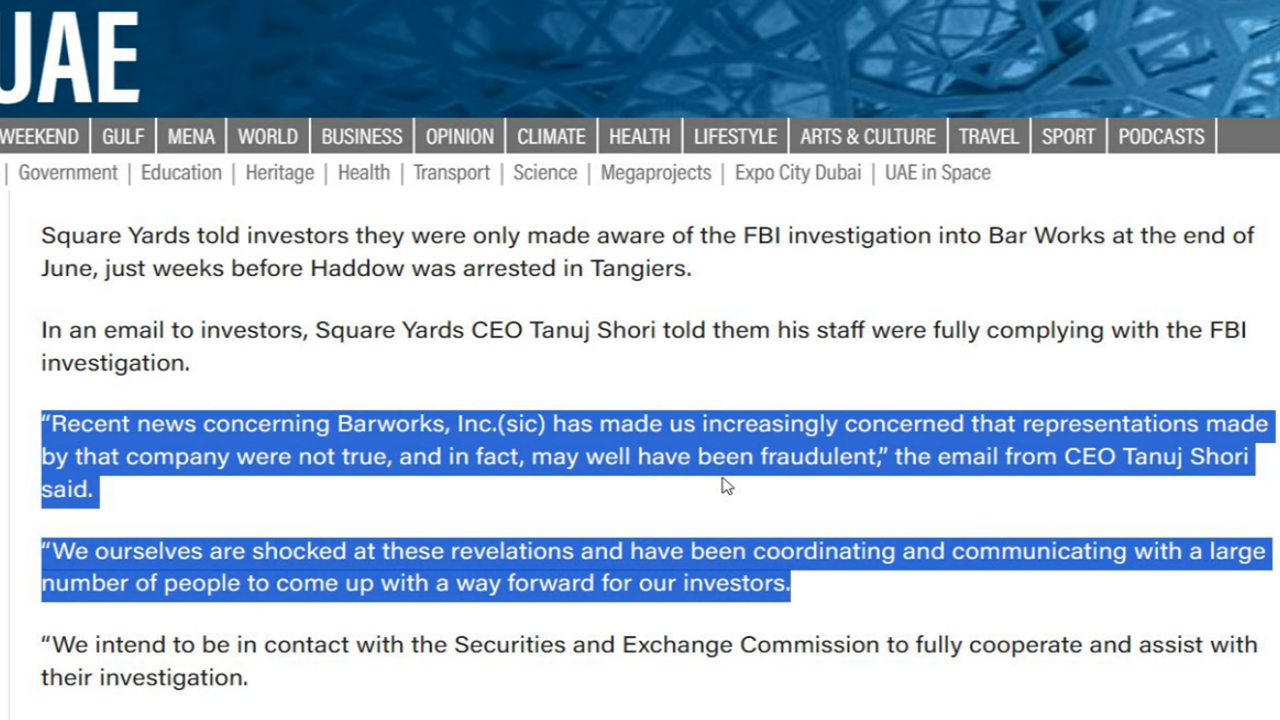 UAE
WEEKEND | GULF | MENA | WORLD | BUSINESS | OPINION | CLIMATE | HEALTH | LIFESTYLE | ARTS & CULTURE | TRAVEL | SPORT | PODCASTS |
| Government | Education | Heritage | Health | Transport | Science | Megaprojects | Expo City Dubai | UAE in Space
Square Yards told investors they were only made aware of the FBI investigation into Bar Works at the end of
June, just weeks before Haddow was arrested in Tangiers.
In an email to investors, Square Yards CEO Tanuj Shori told them his staff were fully complying with the FBI
investigation.
“Recent news concerning Barworks, Inc.(sic) has made us increasingly concerned that representations made
by that company were not true, and in fact, may well have been fraudulent,” the email from CEO Tanuj Shori
said.
“We ourselves are shocked at these revelations and have been coordinating and communicating with a large
number of people to come up with a way forward for our investors.
“We intend to be in contact with the Securities and Exchange Commission to fully cooperate and assist with
their investigation.